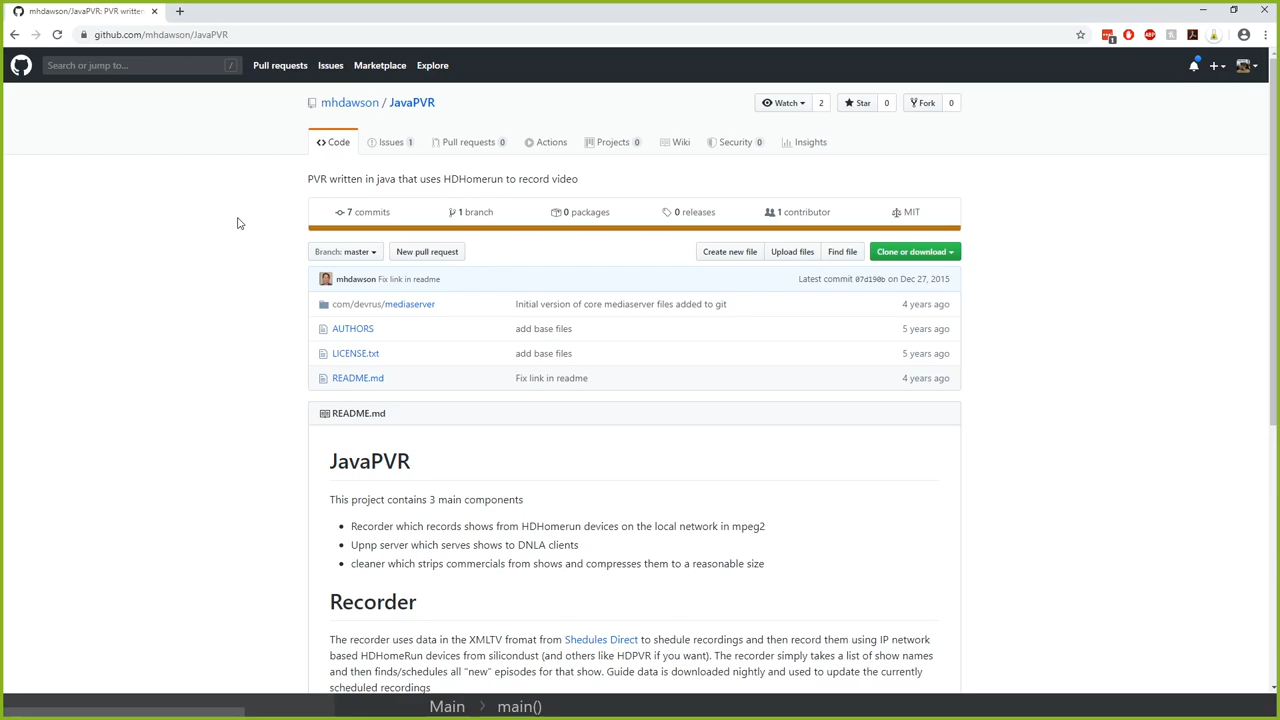 mhdawson/JavaPVR: PVR written
github.com/mhdawson/JavaPVR
1
ABP
Search or jump to...
/
Pull requests
Issues
Marketplace
Explore
mhdawson / JavaPVR
Watch 2
Star 0
Fork 0
Code
Issues 1
Pull requests 0
Actions
Projects 0
Wiki
Security 0
Insights
PVR written in java that uses HDHomerun to record video
7 commits
1 branch
0 packages
0 releases
1 contributor
MIT
Branch: master
New pull request
Create new file
Upload files
Find file
Clone or download
mhdawson Fix link in readme
Latest commit 07d190b on Dec 27, 2015
com/devrus/mediaserver
Initial version of core mediaserver files added to git
4 years ago
AUTHORS
add base files
5 years ago
LICENSE.txt
add base files
5 years ago
README.md
Fix link in readme
4 years ago
README.md
JavaPVR
This project contains 3 main components
• Recorder which records shows from HDHomerun devices on the local network in mpeg2
• Upnp server which serves shows to DNLA clients
• cleaner which strips commercials from shows and compresses them to a reasonable size
Recorder
The recorder uses data in the XMLTV fromat from Shedules Direct to shedule recordings and then record them using IP network
based HDHomeRun devices from silicondust (and others like HDPVR if you want). The recorder simply takes a list of show names
and then finds/schedules all "new" episodes for that show. Guide data is downloaded nightly and used to update the currently
scheduled recordings
Main > main()